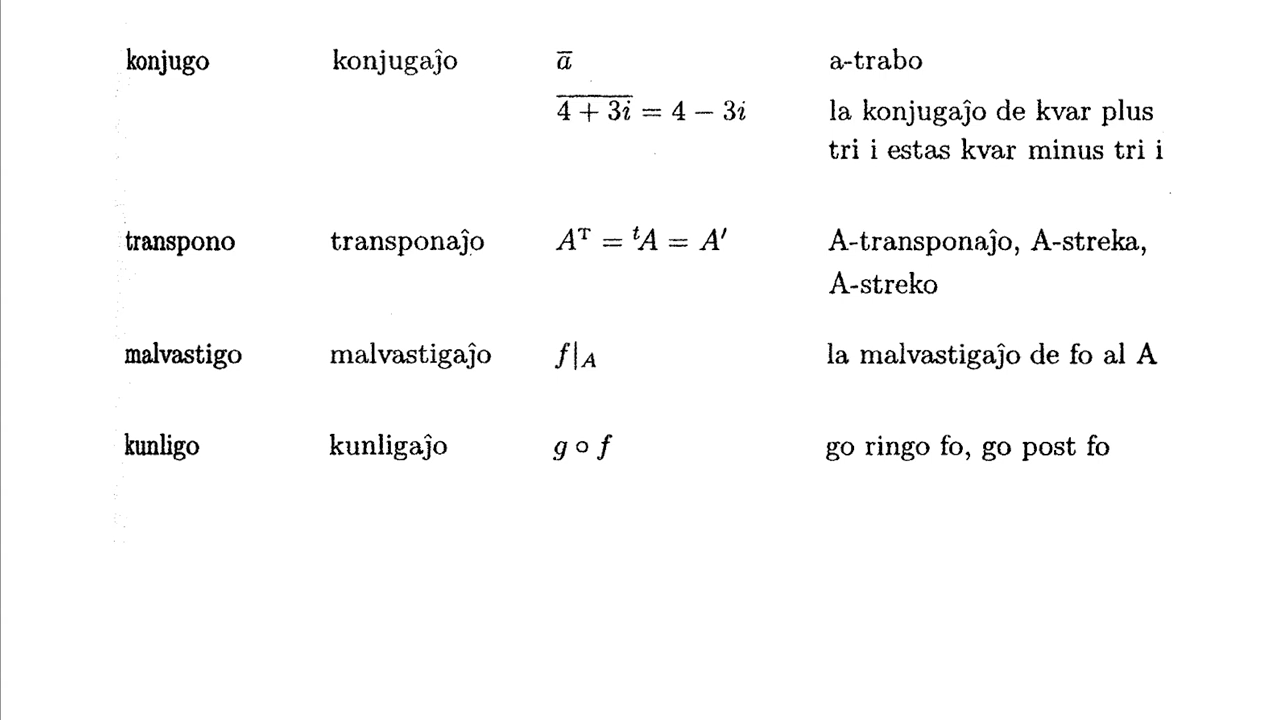 konjugo konjugaĵo a̅ a-trabo
4 + 3i̅ = 4 − 3i la konjugaĵo de kvar plus
tri i estas kvar minus tri i
transpono transponaĵo Aᵀ = ᵗA = A′ A-transponaĵo, A-streka,
A-streko
malvastigo malvastigaĵo f|A la malvastigaĵo de fo al A
kunligo kunligaĵo g ∘ f go ringo fo, go post fo